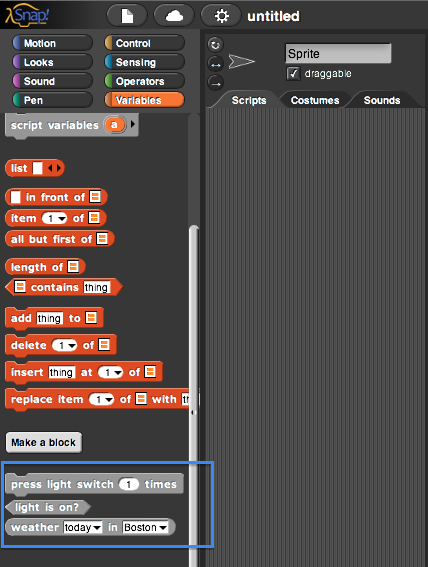 Snap!
untitled
Motion
Control
Looks
Sensing
Sound
Operators
Pen
Variables
Sprite
draggable
Scripts
Costumes
Sounds
script variables a
list
in front of
item 1 of
all but first of
length of
contains thing
add thing to
delete 1 of
insert thing at 1 of
replace item 1 of with
Make a block
press light switch 1 times
light is on?
weather today in Boston